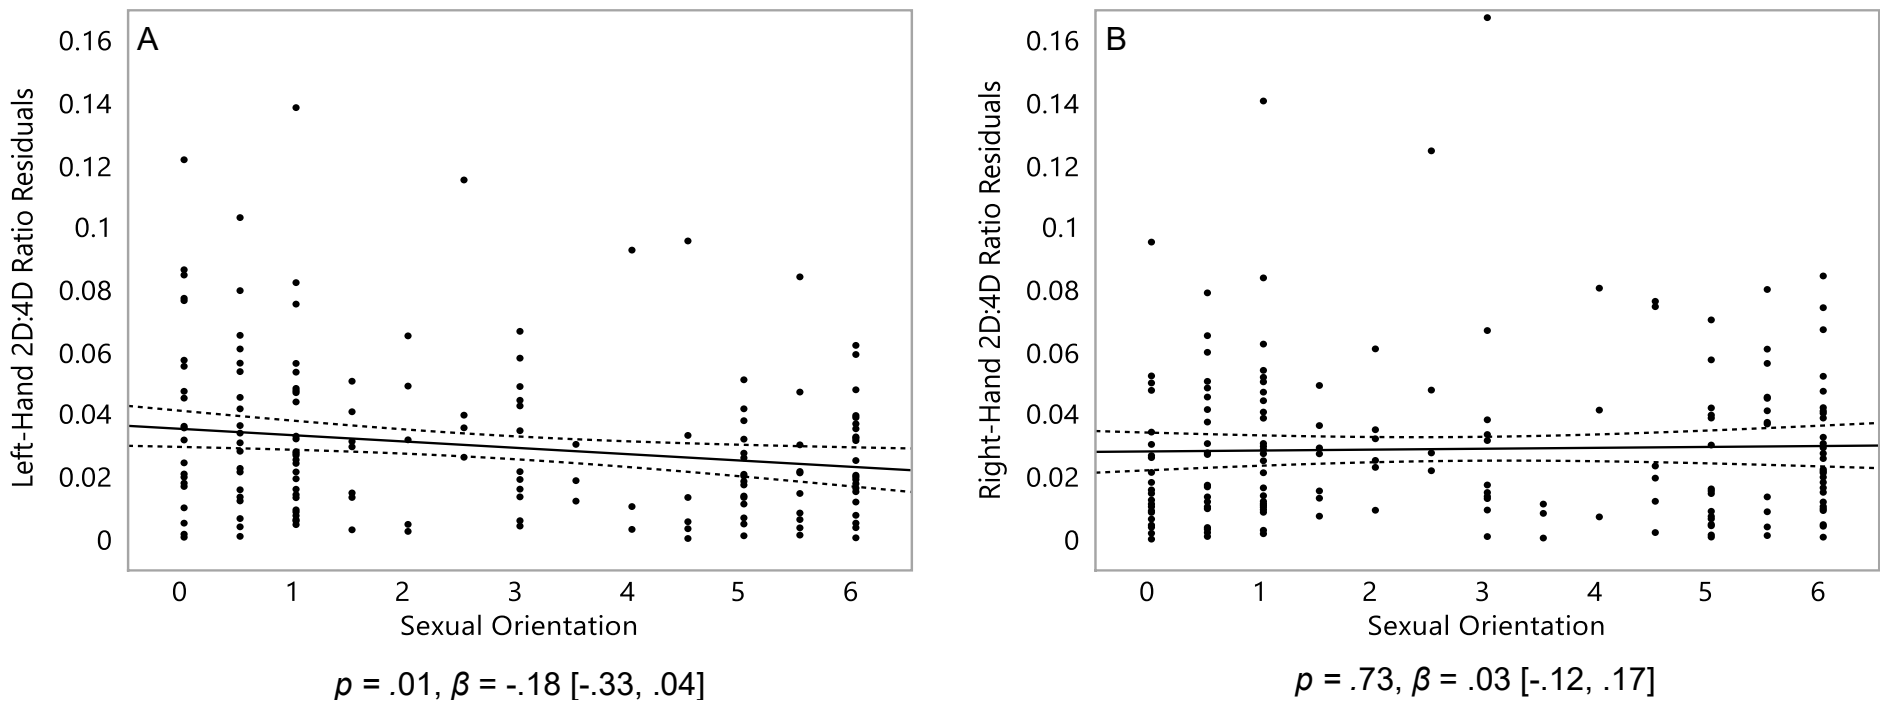 A
Left-Hand 2D:4D Ratio Residuals
0.16
0.14
0.12
0.1
0.08
0.06
0.04
0.02
0
0 1 2 3 4 5 6
Sexual Orientation
p = .01, β = -.18 [-.33, .04]
B
Right-Hand 2D:4D Ratio Residuals
0.16
0.14
0.12
0.1
0.08
0.06
0.04
0.02
0
0 1 2 3 4 5 6
Sexual Orientation
p = .73, β = .03 [-.12, .17]